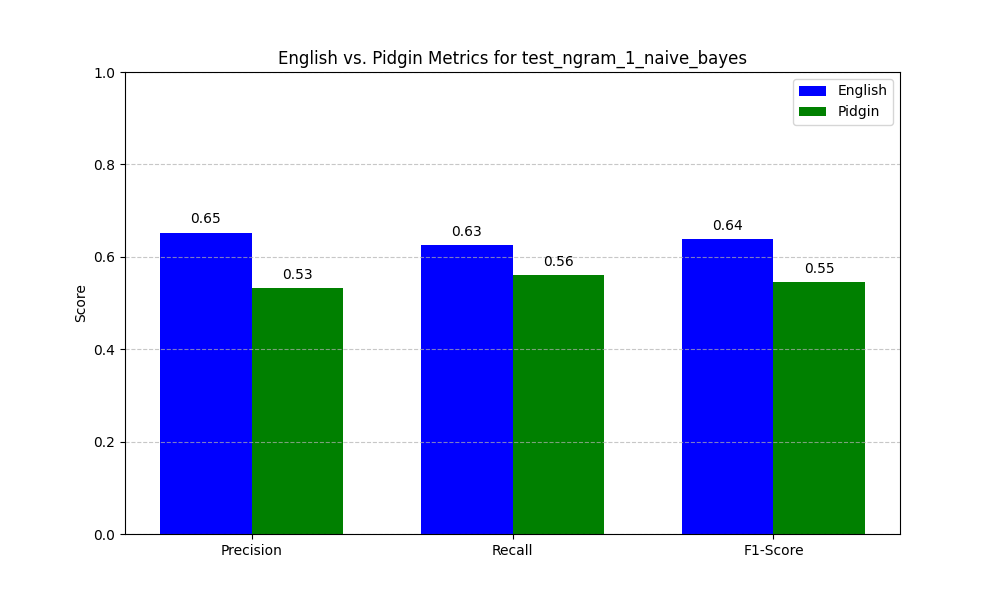 English vs. Pidgin Metrics for test_ngram_1_naive_bayes
1.0
English
Pidgin
0.8
0.65
0.63
0.64
0.6
0.53
0.56
0.55
Score
0.4
0.2
0.0
Precision
Recall
F1-Score